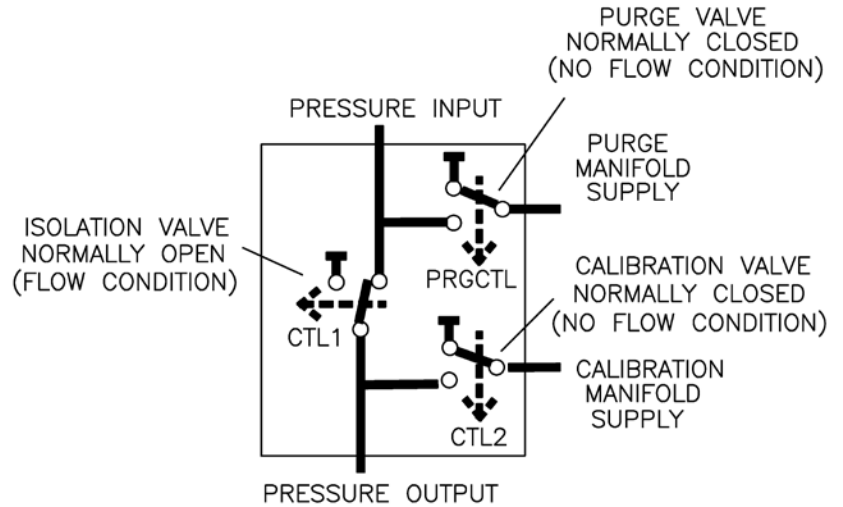 PURGE VALVE
NORMALLY CLOSED
(NO FLOW CONDITION)
PRESSURE INPUT
PURGE
MANIFOLD
SUPPLY
ISOLATION VALVE
NORMALLY OPEN
(FLOW CONDITION)
PRGCTL
CALIBRATION VALVE
NORMALLY CLOSED
(NO FLOW CONDITION)
CTL1
CALIBRATION
MANIFOLD
SUPPLY
CTL2
PRESSURE OUTPUT